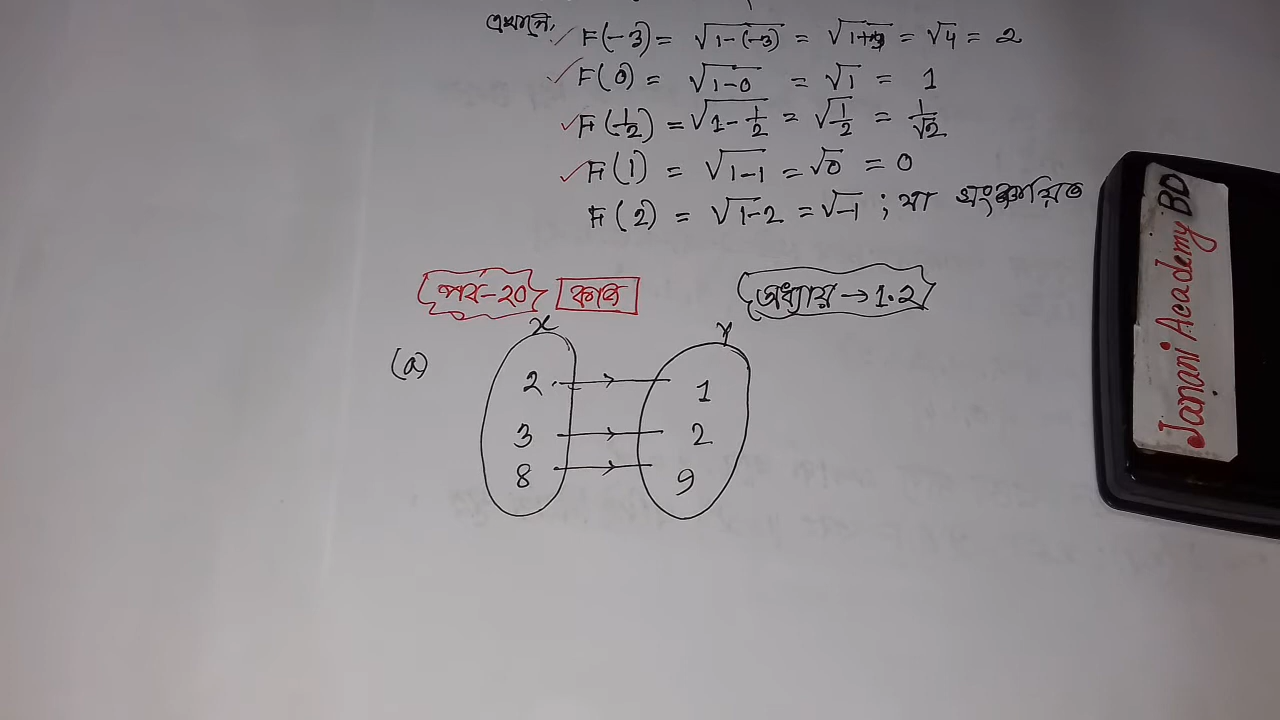 এখানে, F(-3) = √1-(-3) = √1+3 = √4 = 2
F(0) = √1-0 = √1 = 1
F(1/2) = √1-1/2 = √1/2 = 1/√2
F(1) = √1-1 = √0 = 0
F(2) = √1-2 = √-1 ; যা
পর্ব-২০ কাজ অধ্যায় → 1.2
x y
(a)
2 1
3 2
8 9
Janani Academy BD